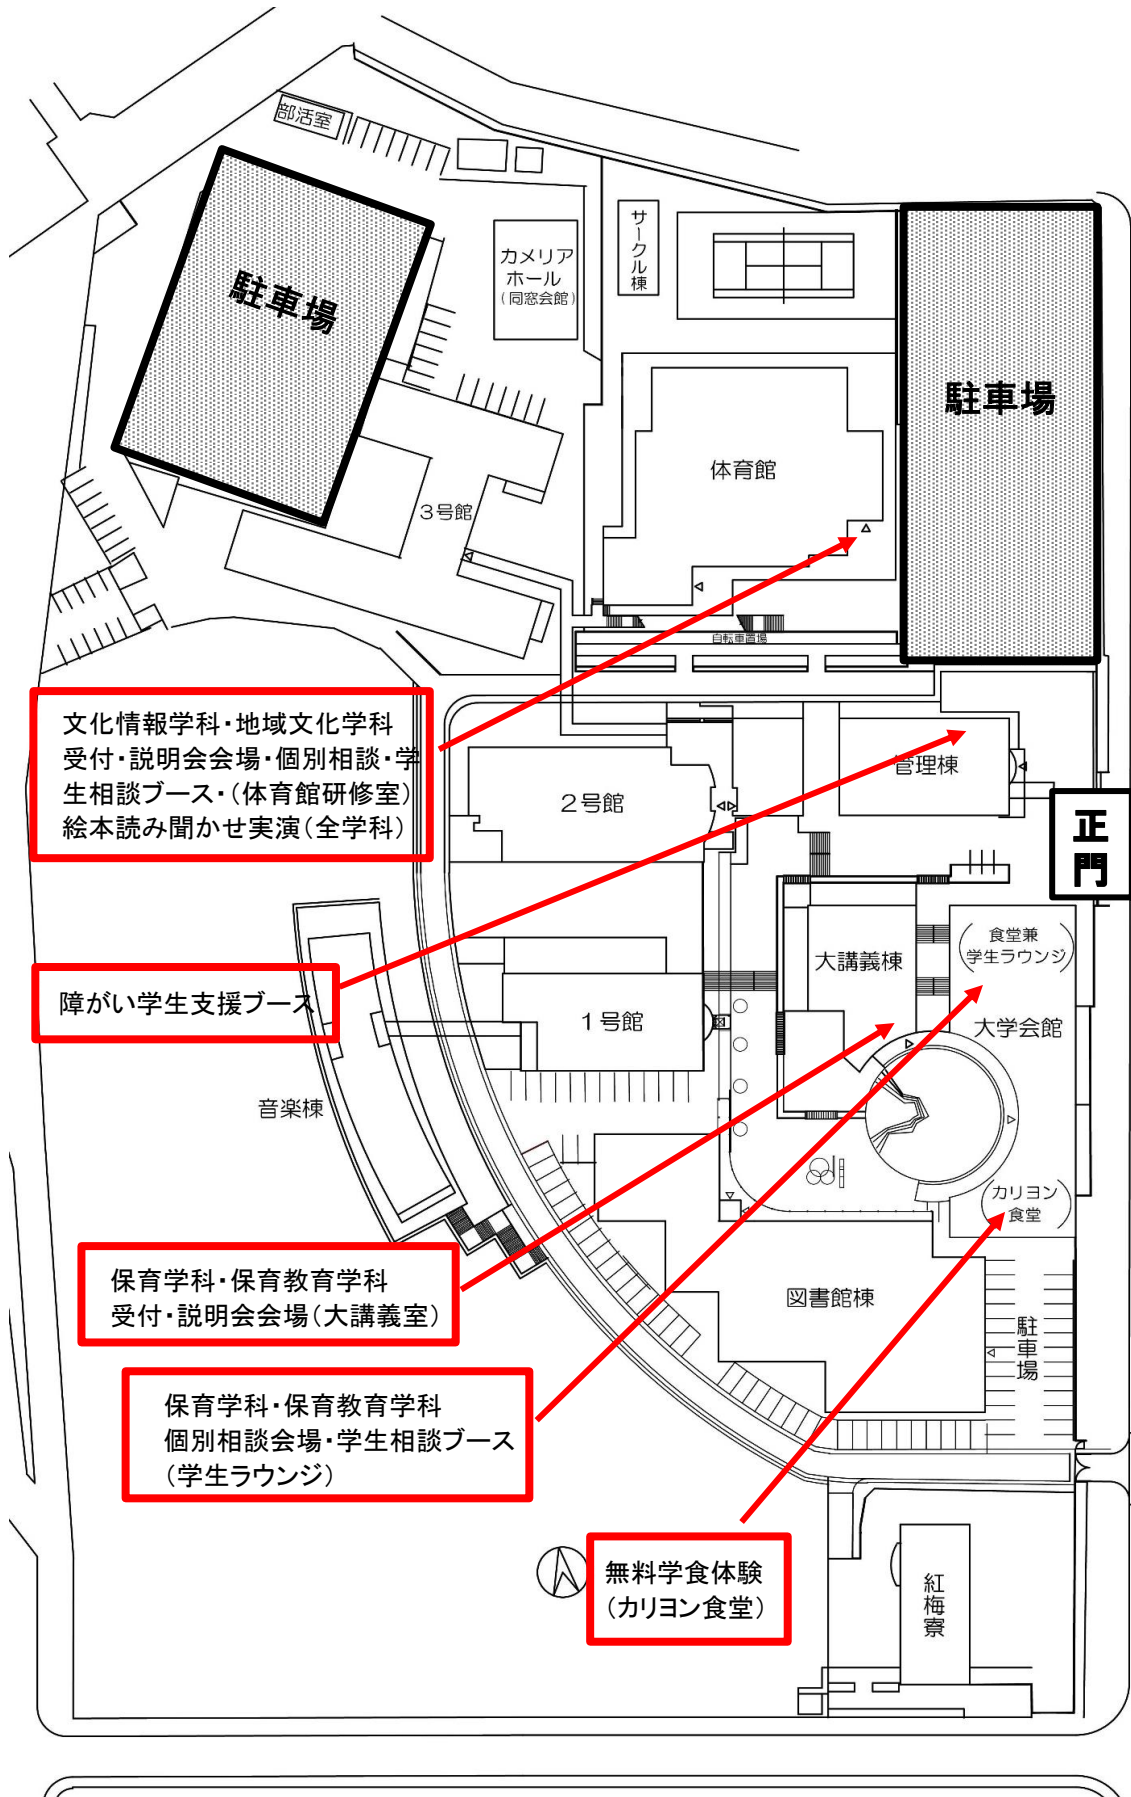 部活室
サークル棟
カメリア
ホール
(同窓会館)
駐車場
駐車場
体育館
3号館
自転車置場
文化情報学科・地域文化学科
受付・説明会会場・個別相談・学
生相談ブース・(体育館研修室)
絵本読み聞かせ実演(全学科)
管理棟
2号館
正門
食堂兼
学生ラウンジ
大講義棟
障がい学生支援ブース
1号館
大学会館
音楽棟
カリヨン
食堂
保育学科・保育教育学科
受付・説明会会場(大講義室)
図書館棟
駐車場
保育学科・保育教育学科
個別相談会場・学生相談ブース
(学生ラウンジ)
無料学食体験
(カリヨン食堂)
紅梅寮